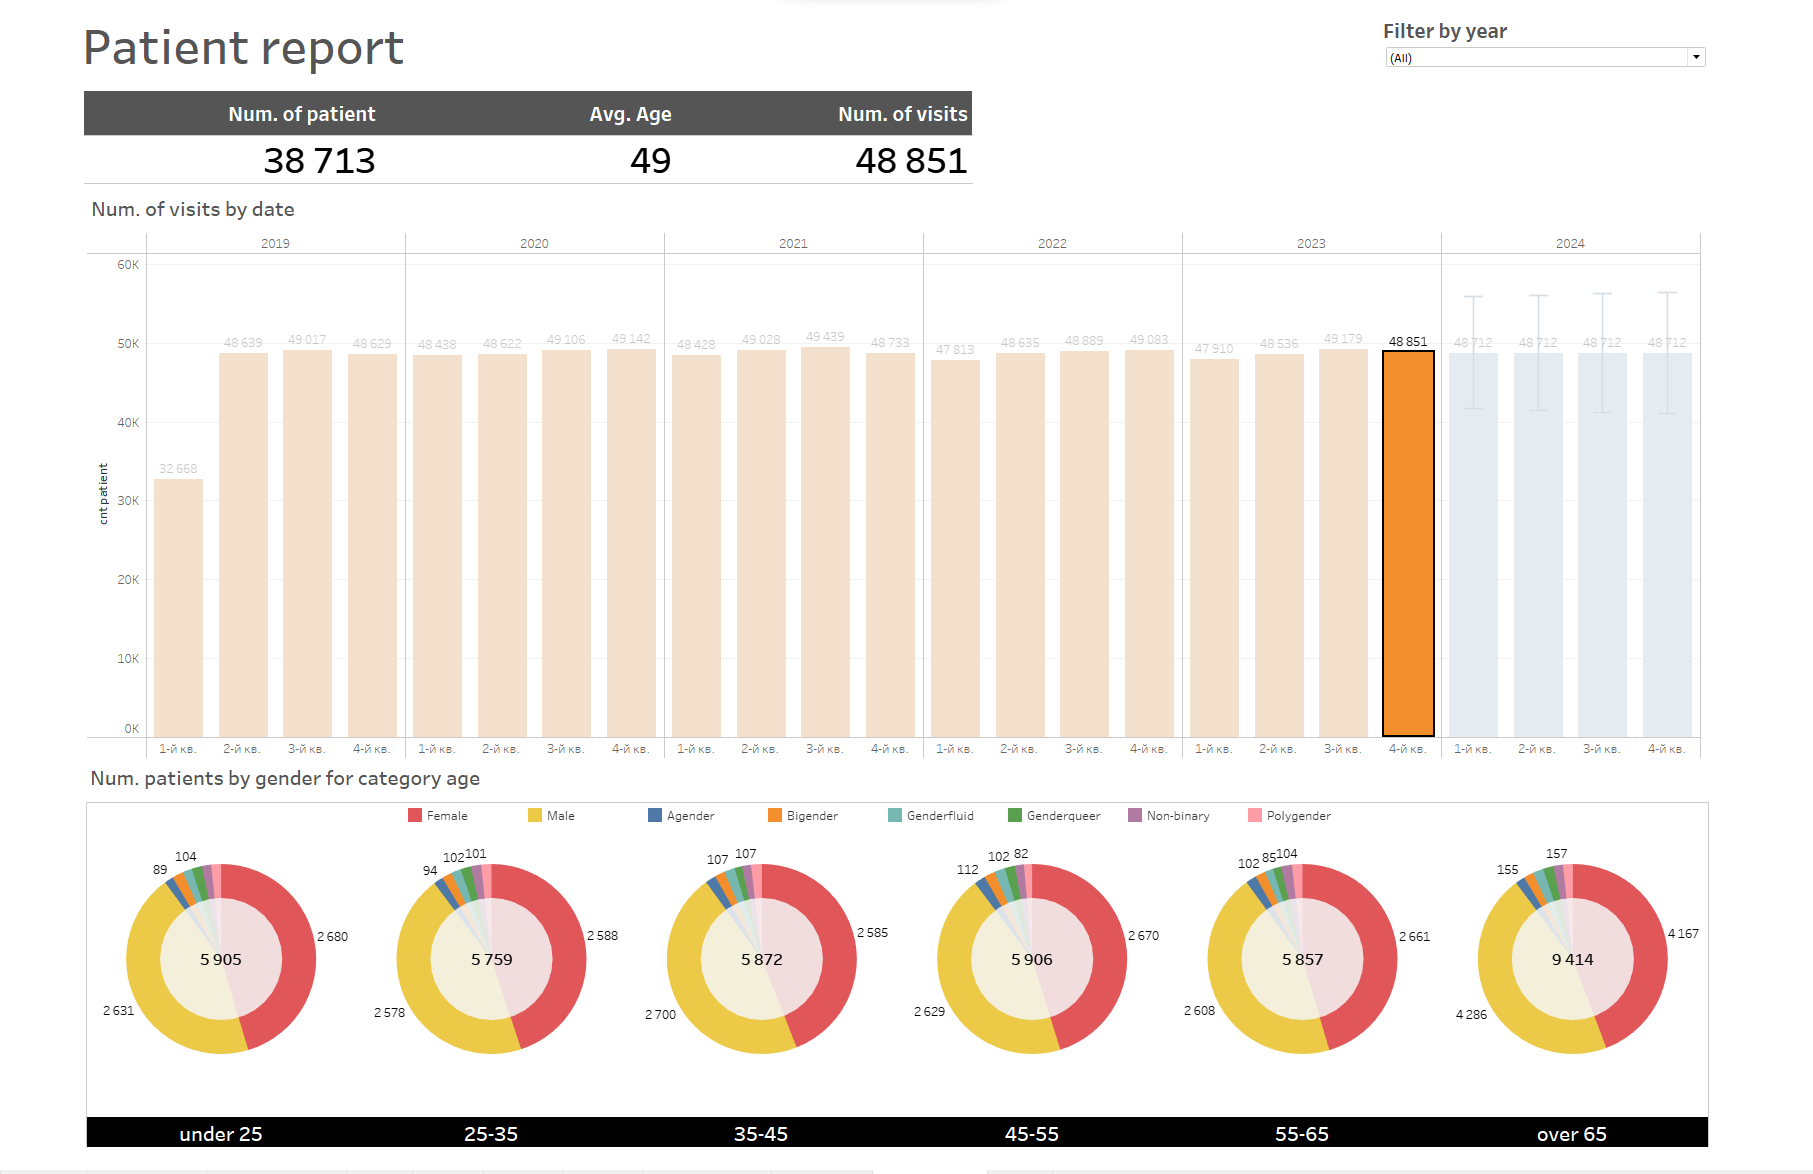 Patient report
Filter by year
(All)
Num. of patient Avg. Age Num. of visits
38 713 49 48 851
Num. of visits by date
2019 2020 2021 2022 2023 2024
60K
50K
40K
30K
20K
10K
0K
cnt patient
32 668 48 639 49 017 48 629 48 438 48 622 49 106 49 142 48 428 49 028 49 439 48 733 47 813 48 635 48 889 49 083 47 910 48 536 49 179 48 851 48 712 48 712 48 712 48 712
1-й кв. 2-й кв. 3-й кв. 4-й кв. 1-й кв. 2-й кв. 3-й кв. 4-й кв. 1-й кв. 2-й кв. 3-й кв. 4-й кв. 1-й кв. 2-й кв. 3-й кв. 4-й кв. 1-й кв. 2-й кв. 3-й кв. 4-й кв. 1-й кв. 2-й кв. 3-й кв. 4-й кв.
Num. patients by gender for category age
Female Male Agender Bigender Genderfluid Genderqueer Non-binary Polygender
89 104 2 680 5 905 2 631
94 102 101 2 588 5 759 2 578
107 107 2 585 5 872 2 700
112 102 82 2 670 5 906 2 629
102 85 104 2 661 5 857 2 608
155 157 4 167 9 414 4 286
under 25 25-35 35-45 45-55 55-65 over 65